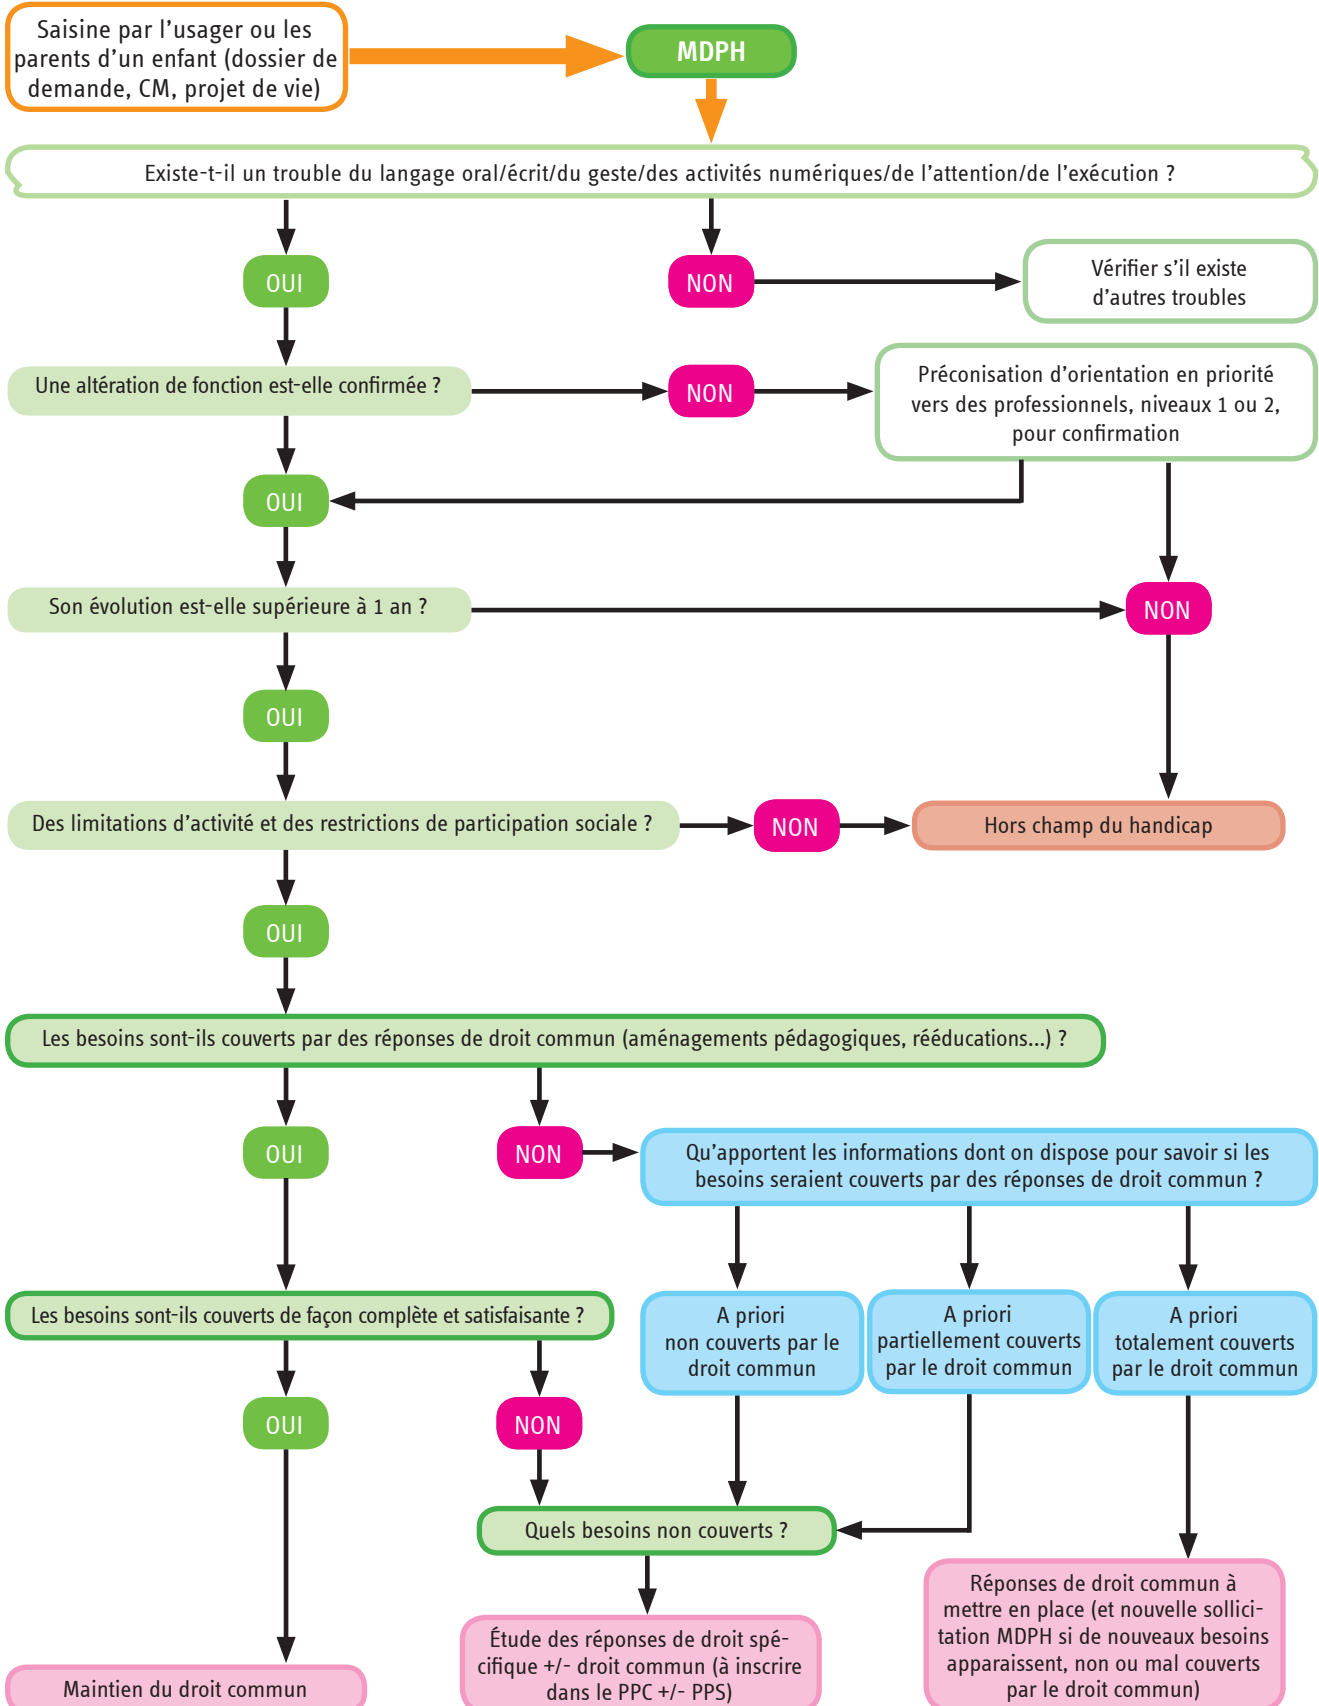 Saisine par l'usager ou les
parents d'un enfant (dossier de
demande, CM, projet de vie)
MDPH
Existe-t-il un trouble du langage oral/écrit/du geste/des activités numériques/de l'attention/de l'exécution ?
OUI
NON
Vérifier s'il existe
d'autres troubles
Une altération de fonction est-elle confirmée ?
NON
Préconisation d'orientation en priorité
vers des professionnels, niveaux 1 ou 2,
pour confirmation
OUI
Son évolution est-elle supérieure à 1 an ?
NON
OUI
Des limitations d'activité et des restrictions de participation sociale ?
NON
Hors champ du handicap
OUI
Les besoins sont-ils couverts par des réponses de droit commun (aménagements pédagogiques, rééducations...) ?
OUI
NON
Qu'apportent les informations dont on dispose pour savoir si les
besoins seraient couverts par des réponses de droit commun ?
Les besoins sont-ils couverts de façon complète et satisfaisante ?
A priori
non couverts par le
droit commun
A priori
partiellement couverts
par le droit commun
A priori
totalement couverts
par le droit commun
OUI
NON
Quels besoins non couverts ?
Maintien du droit commun
Étude des réponses de droit spé-
cifique +/- droit commun (à inscrire
dans le PPC +/- PPS)
Réponses de droit commun à
mettre en place (et nouvelle sollici-
tation MDPH si de nouveaux besoins
apparaissent, non ou mal couverts
par le droit commun)